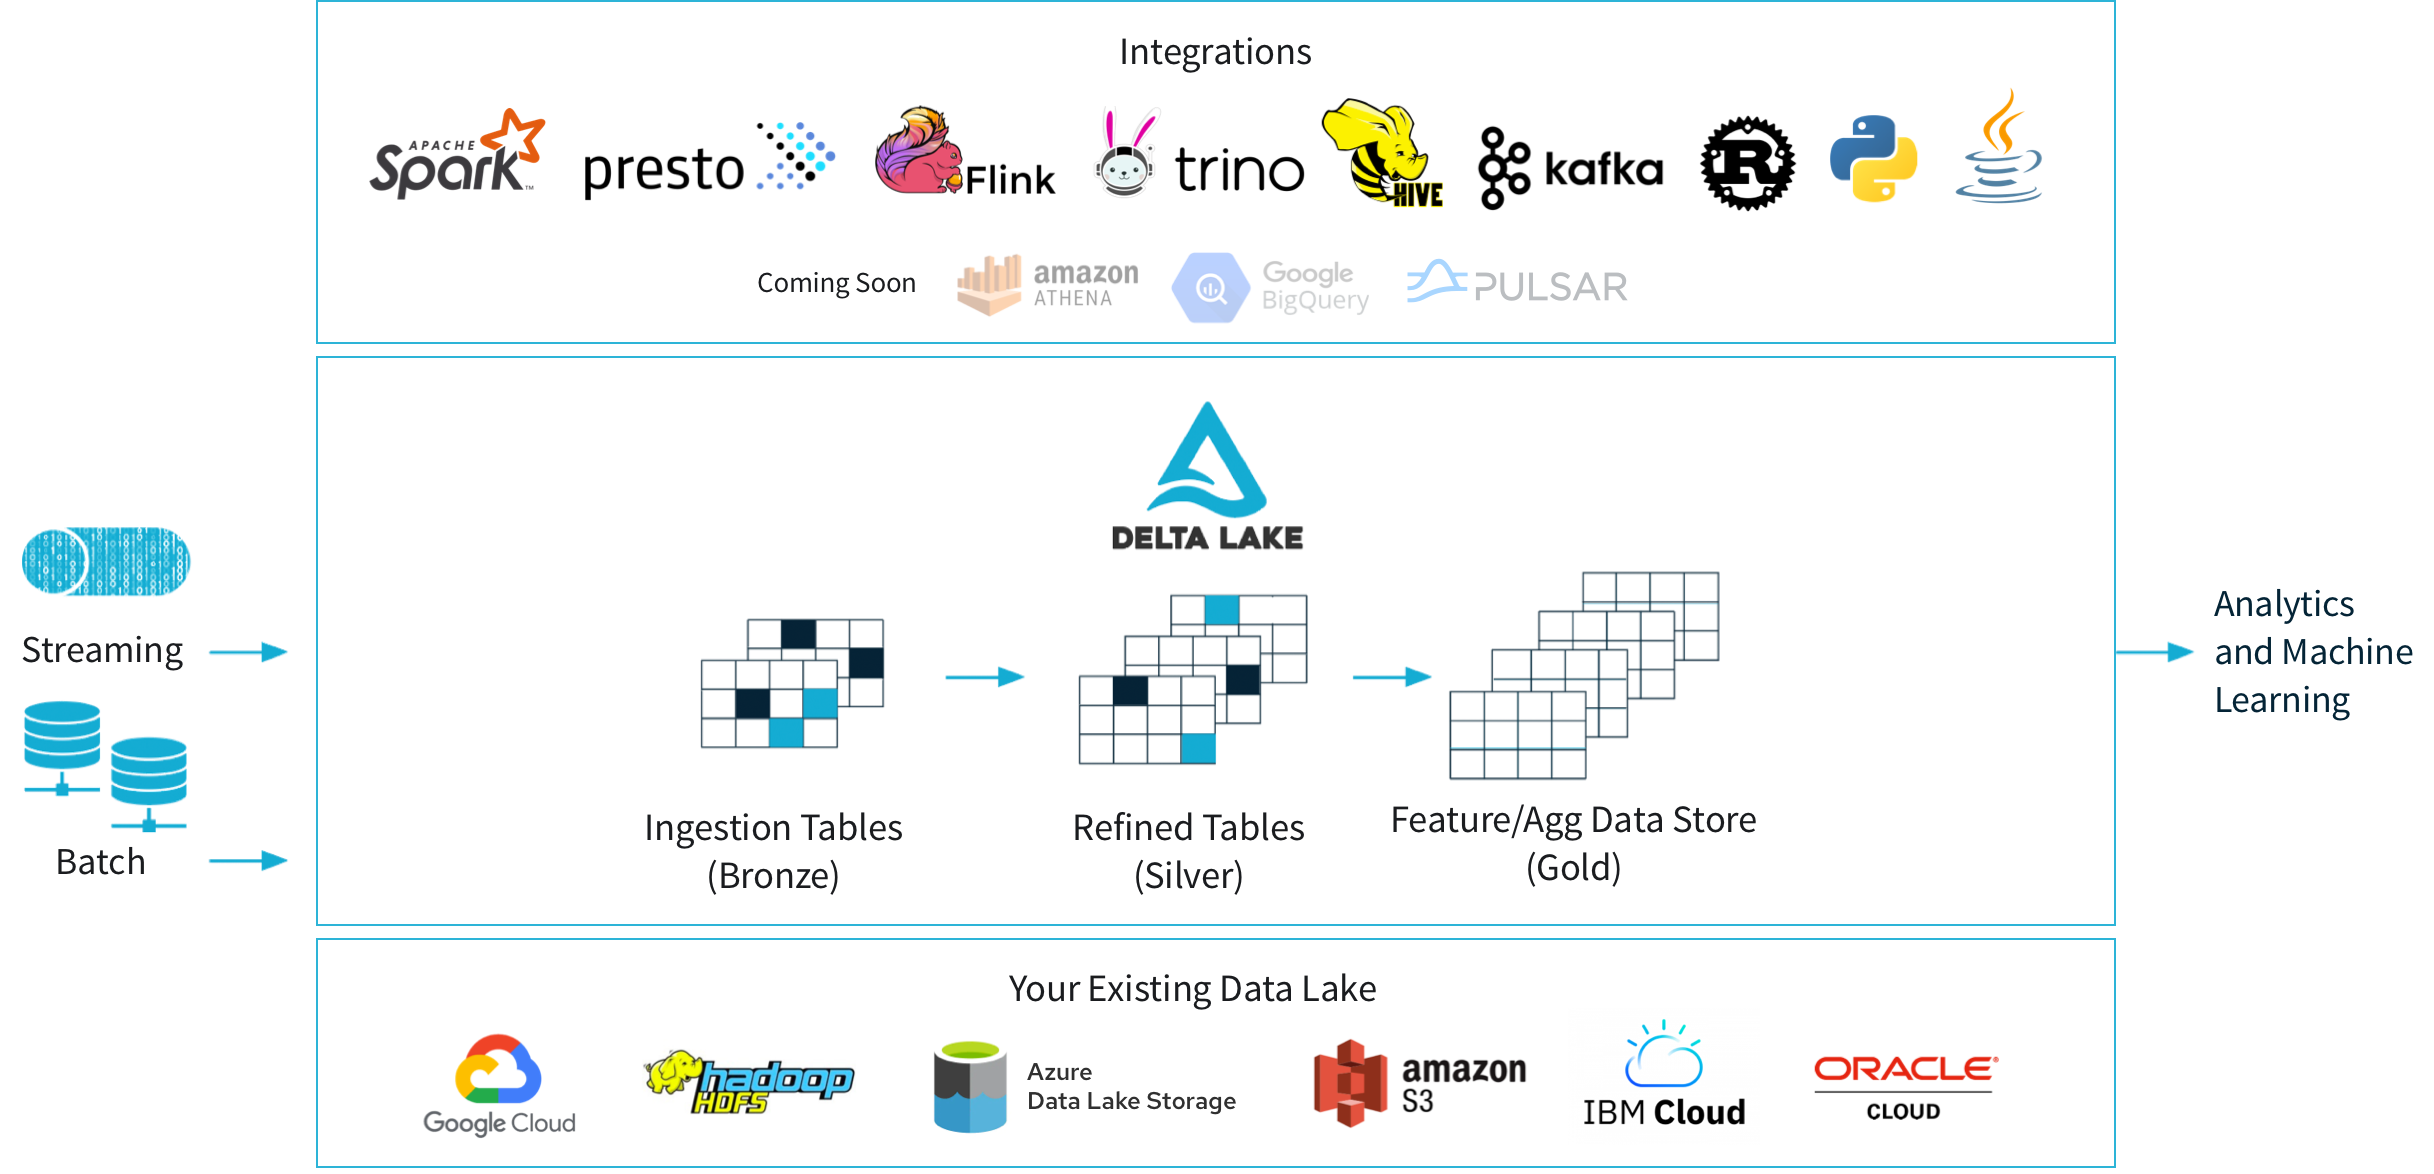 Integrations
APACHE
Spark™
presto
Flink
trino
HIVE
kafka
R
Coming Soon
amazon
ATHENA
Google
BigQuery
PULSAR
DELTA LAKE
Streaming
Batch
Ingestion Tables
(Bronze)
Refined Tables
(Silver)
Feature/Agg Data Store
(Gold)
Analytics
and Machine
Learning
Your Existing Data Lake
Google Cloud
hadoop
HDFS
Azure
Data Lake Storage
amazon
S3
IBM Cloud
ORACLE®
CLOUD